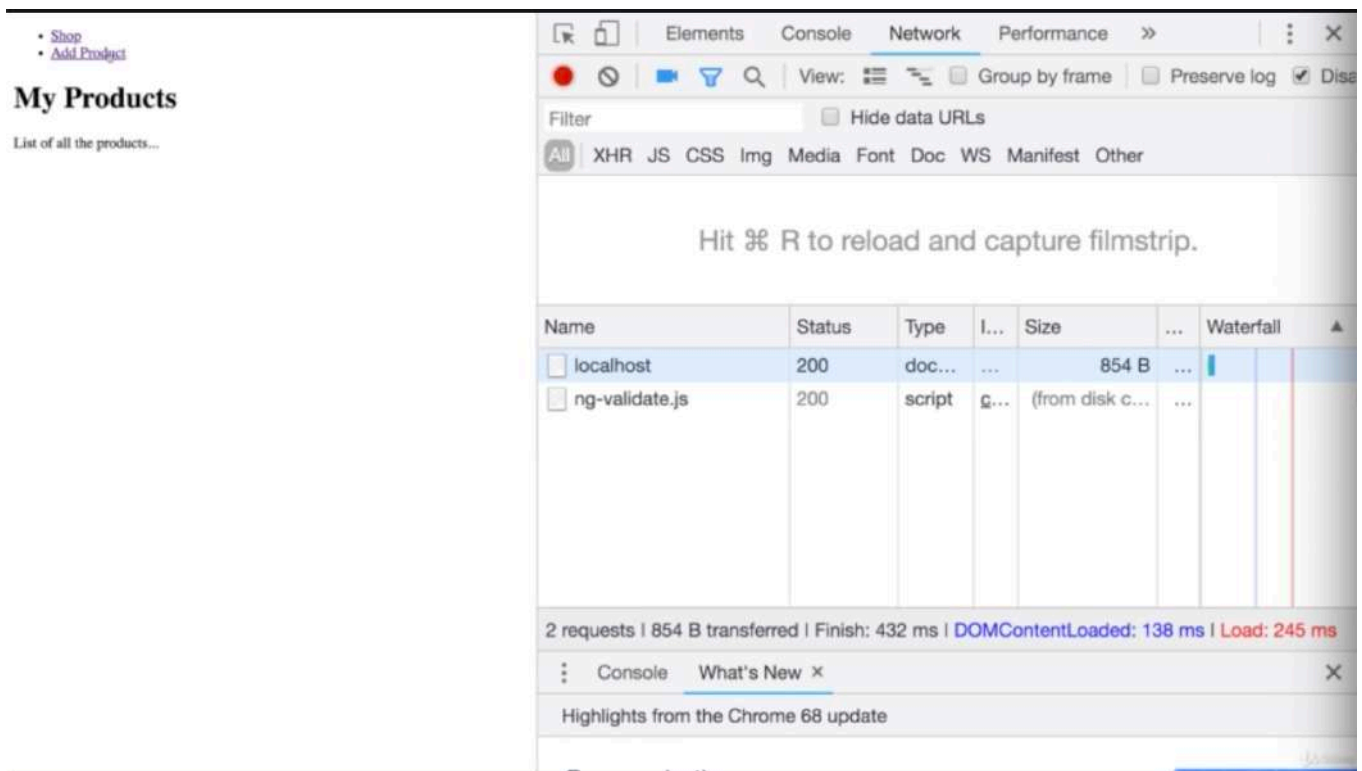 Shop
Add Product
My Products
List of all the products...
Elements Console Network Performance »
View: Group by frame Preserve log Disa
Filter Hide data URLs
All XHR JS CSS Img Media Font Doc WS Manifest Other
Hit ⌘ R to reload and capture filmstrip.
Name Status Type I... Size ... Waterfall
localhost 200 doc... ... 854 B ...
ng-validate.js 200 script c... (from disk c... ...
2 requests | 854 B transferred | Finish: 432 ms | DOMContentLoaded: 138 ms | Load: 245 ms
Console What's New ×
Highlights from the Chrome 68 update